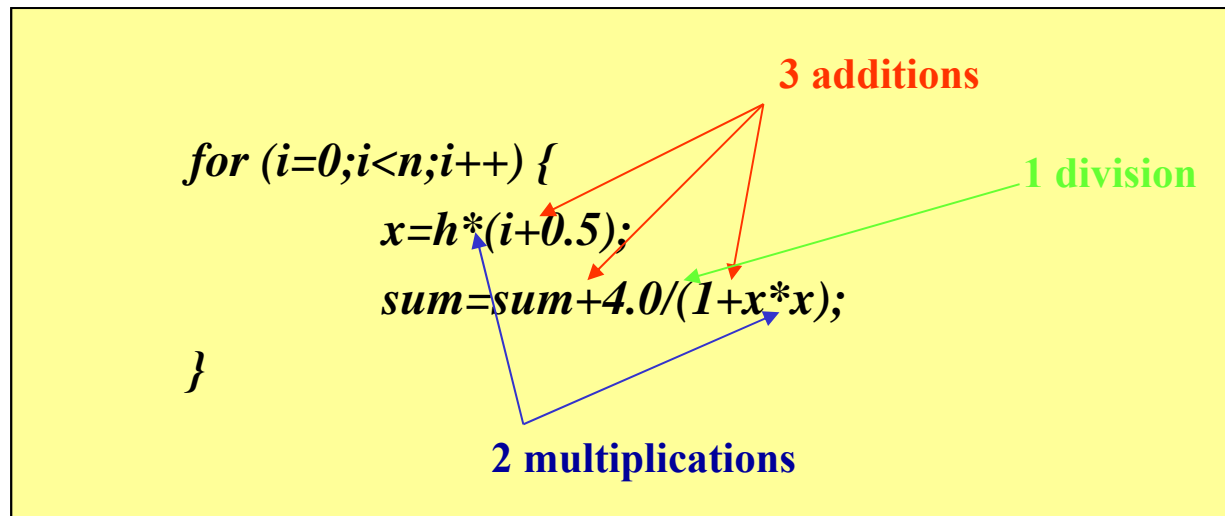 3 additions
for (i=0;i<n;i++) {
1 division
x=h*(i+0.5);
sum=sum+4.0/(1+x*x);
}
2 multiplications